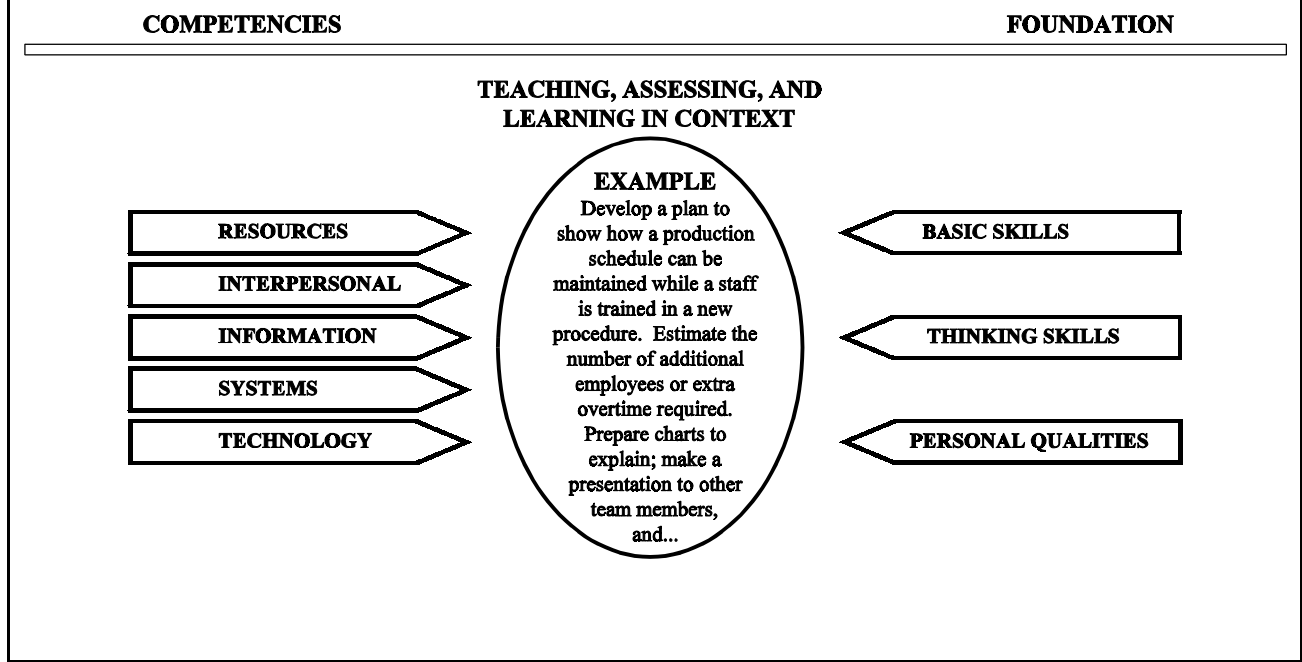 COMPETENCIES
FOUNDATION
TEACHING, ASSESSING, AND
LEARNING IN CONTEXT
RESOURCES
INTERPERSONAL
INFORMATION
SYSTEMS
TECHNOLOGY
EXAMPLE
Develop a plan to
show how a production
schedule can be
maintained while a staff
is trained in a new
procedure.  Estimate the
number of additional
employees or extra
overtime required.
Prepare charts to
explain; make a
presentation to other
team members,
and...
BASIC SKILLS
THINKING SKILLS
PERSONAL QUALITIES